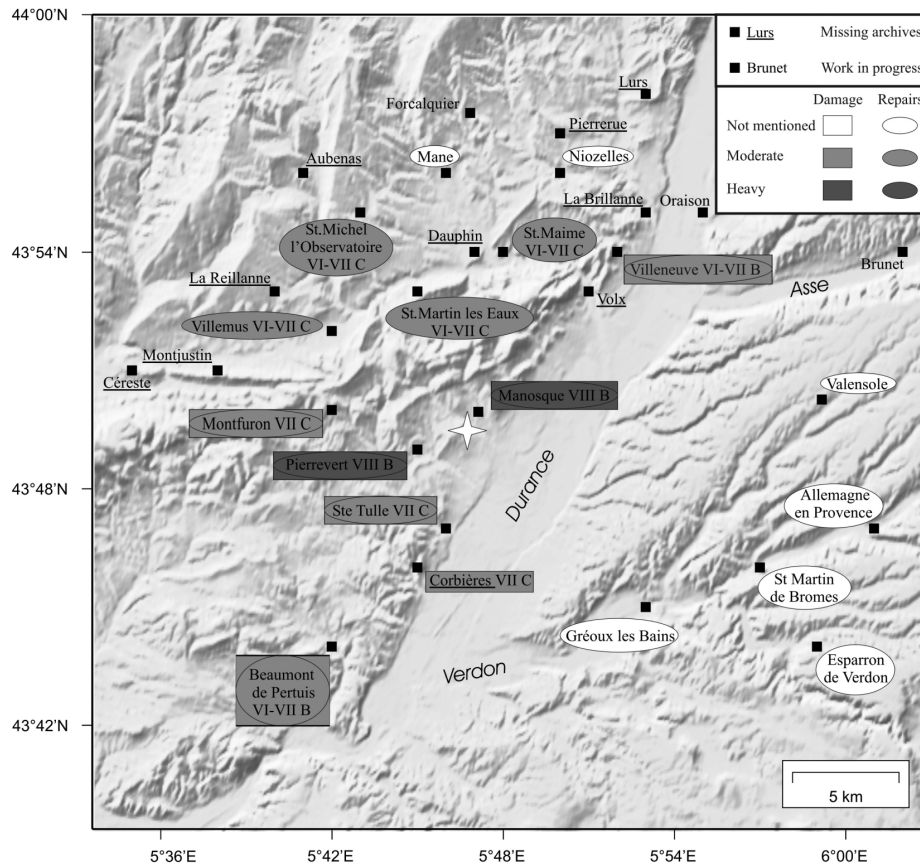 44°00'N
Lurs Missing archives
Brunet Work in progress
Damage Repairs
Not mentioned
Moderate
Heavy
Lurs
Forcalquier
Pierrerue
Aubenas
Mane
Niozelles
La Brillanne
Oraison
St.Michel
l'Observatoire
VI-VII C
Dauphin
St.Maime
VI-VII C
43°54'N
Villeneuve VI-VII B
Brunet
La Reillanne
Asse
Volx
St.Martin les Eaux
VI-VII C
Villemus VI-VII C
Montjustin
Céreste
Valensole
Manosque VIII B
Montfuron VII C
Pierrevert VIII B
43°48'N
Durance
Allemagne
en Provence
Ste Tulle VII C
Corbières VII C
St Martin
de Bromes
Gréoux les Bains
Esparron
de Verdon
Verdon
Beaumont
de Pertuis
VI-VII B
43°42'N
5 km
5°36'E
5°42'E
5°48'E
5°54'E
6°00'E